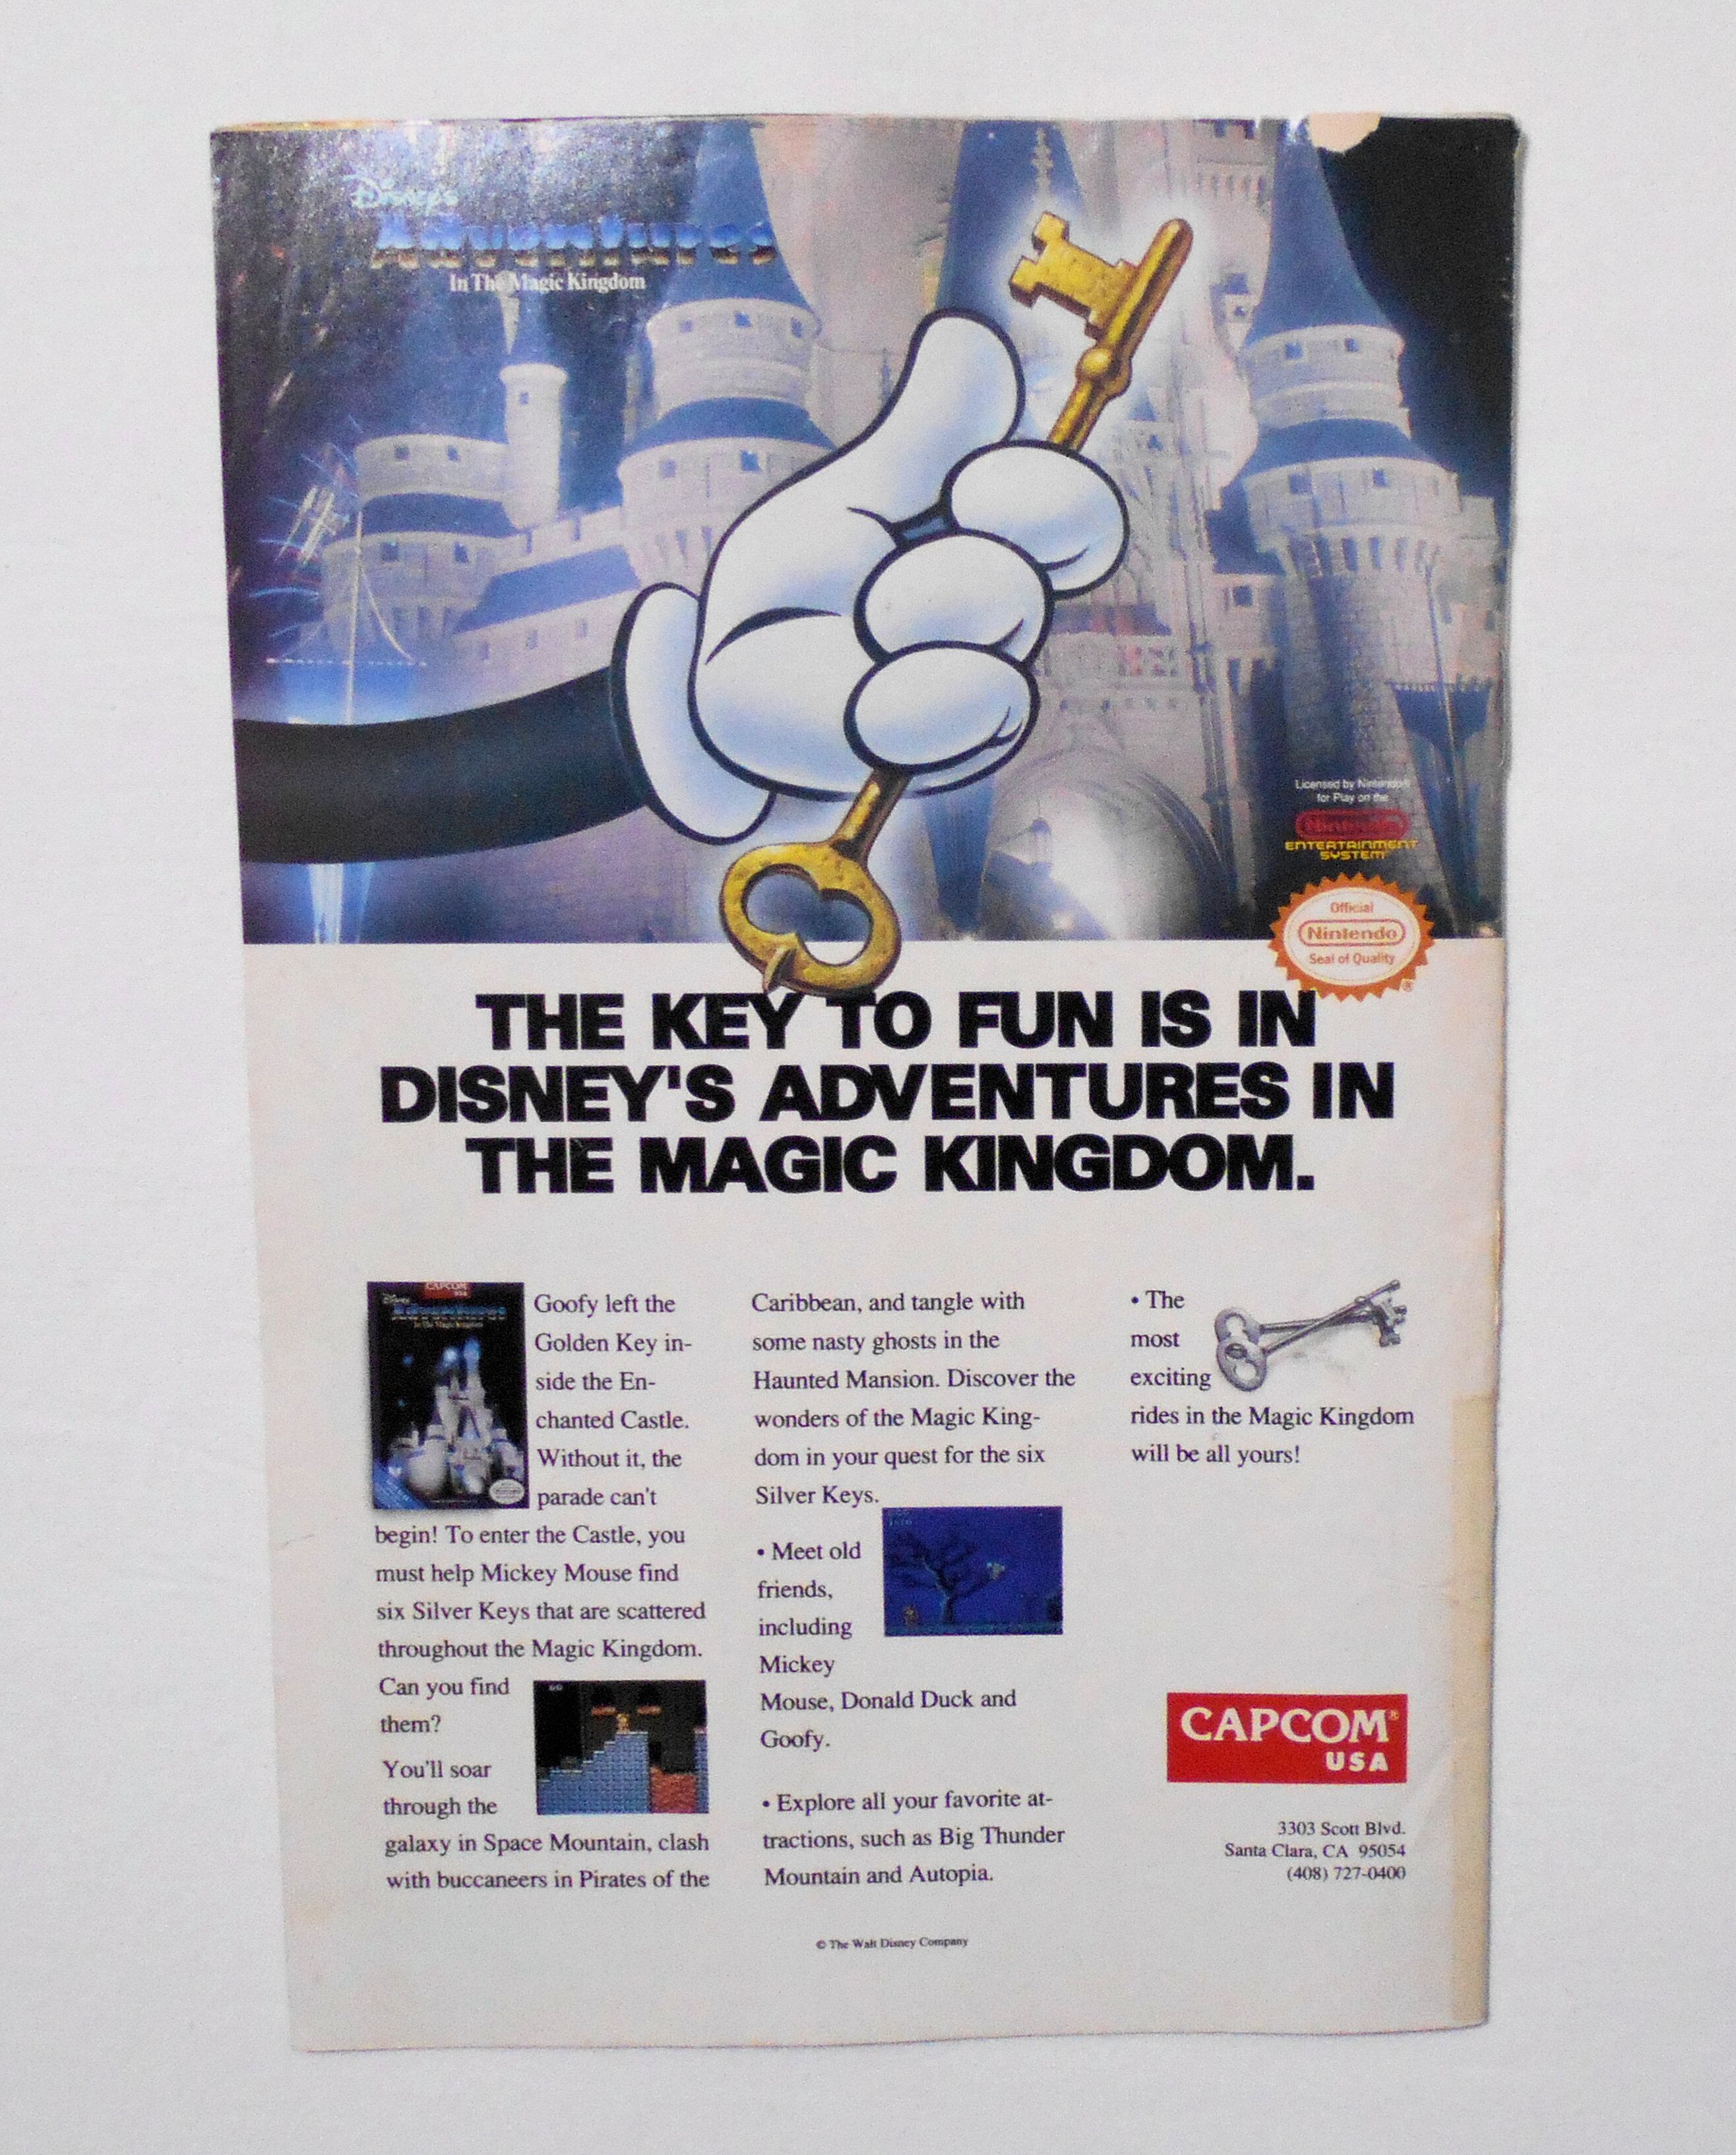 Disney's
Adventures
In The Magic Kingdom
Licensed by Nintendo®
for Play on the
Nintendo
ENTERTAINMENT
SYSTEM
Official
Nintendo
Seal of Quality
®
THE KEY TO FUN IS IN
DISNEY'S ADVENTURES IN
THE MAGIC KINGDOM.
CAPCOM
USA
Disney's
Adventures
In The Magic Kingdom
Goofy left the
Golden Key in-
side the En-
chanted Castle.
Without it, the
parade can't
begin! To enter the Castle, you
must help Mickey Mouse find
six Silver Keys that are scattered
throughout the Magic Kingdom.
Can you find
them?
You'll soar
through the
galaxy in Space Mountain, clash
with buccaneers in Pirates of the
Caribbean, and tangle with
some nasty ghosts in the
Haunted Mansion. Discover the
wonders of the Magic King-
dom in your quest for the six
Silver Keys.
• Meet old
friends,
including
Mickey
Mouse, Donald Duck and
Goofy.
• Explore all your favorite at-
tractions, such as Big Thunder
Mountain and Autopia.
• The
most
exciting
rides in the Magic Kingdom
will be all yours!
CAPCOM®
USA
3303 Scott Blvd.
Santa Clara, CA 95054
(408) 727-0400
© The Walt Disney Company